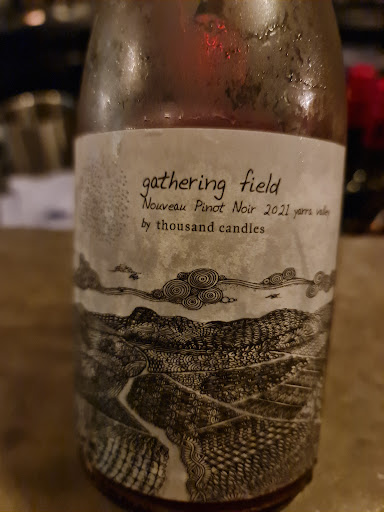 gathering field
Nouveau Pinot Noir 2021 yarra valley
by thousand candles